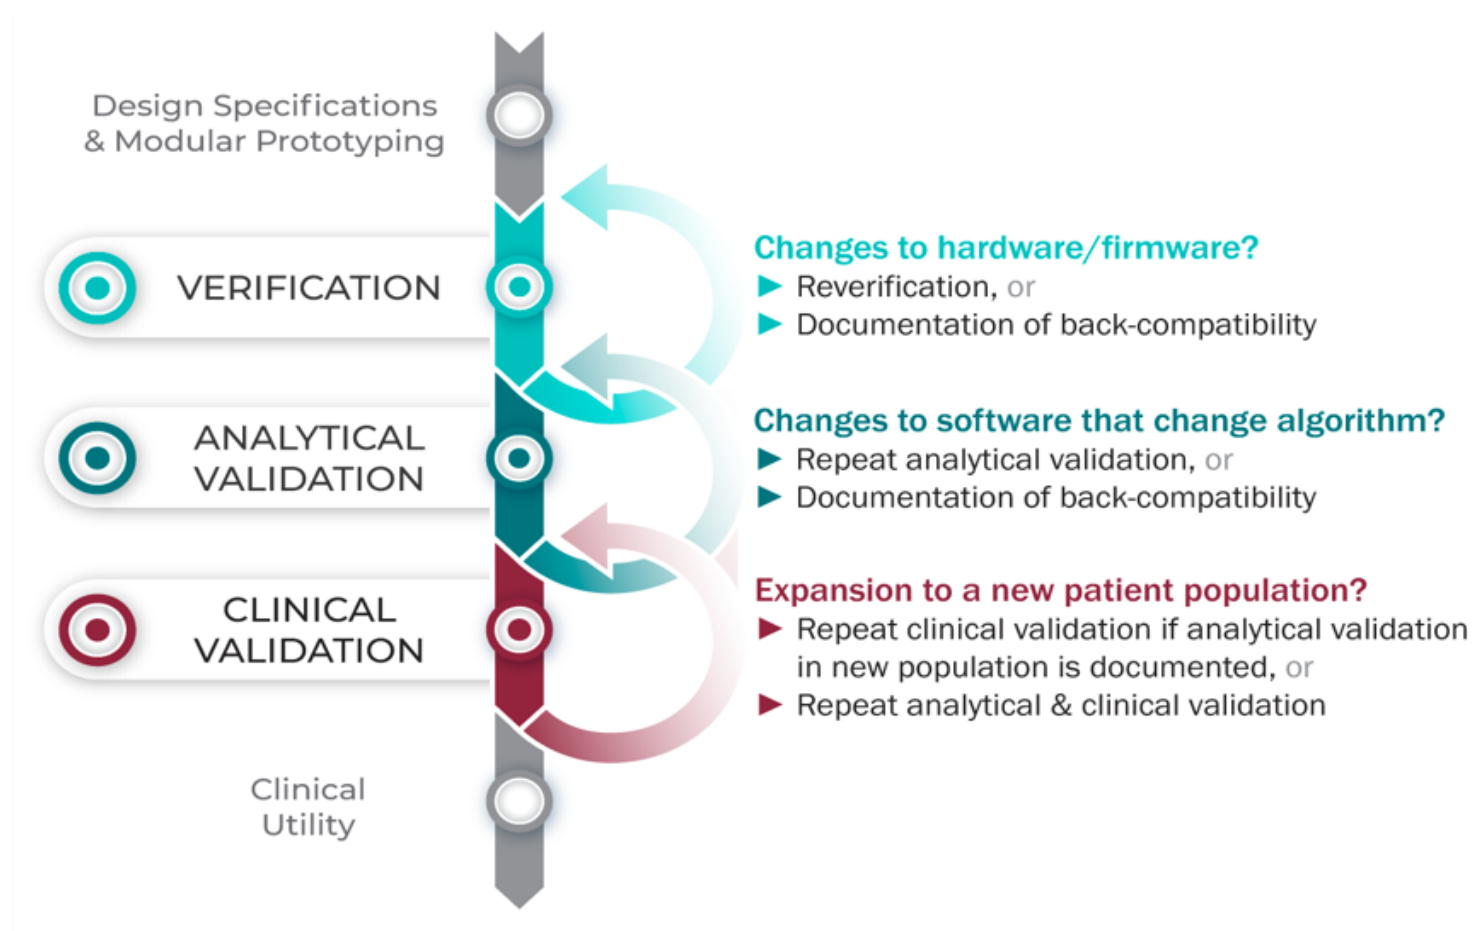 Design Specifications
& Modular Prototyping
VERIFICATION
Changes to hardware/firmware?
Reverification, or
Documentation of back-compatibility
ANALYTICAL
VALIDATION
Changes to software that change algorithm?
Repeat analytical validation, or
Documentation of back-compatibility
CLINICAL
VALIDATION
Expansion to a new patient population?
Repeat clinical validation if analytical validation
in new population is documented, or
Repeat analytical & clinical validation
Clinical
Utility